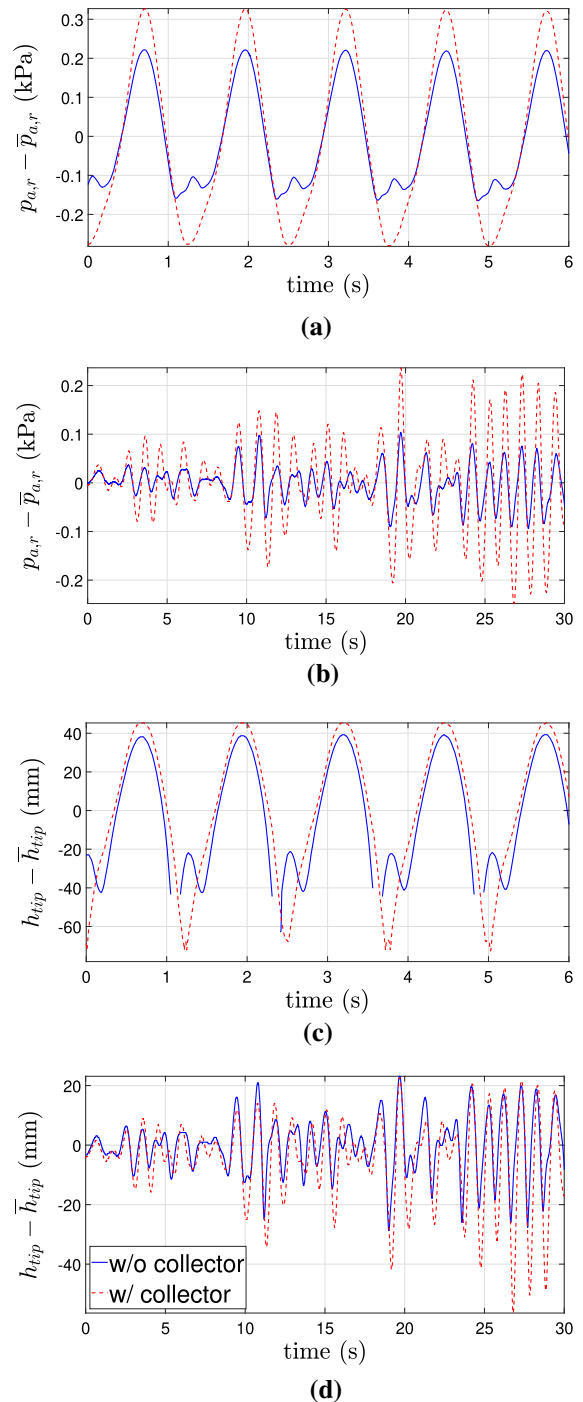 0.3
0.2
0.1
0
-0.1
-0.2
p_{a,r} − p̅_{a,r} (kPa)
0 1 2 3 4 5 6
time (s)
(a)
0.2
0.1
0
-0.1
-0.2
p_{a,r} − p̅_{a,r} (kPa)
0 5 10 15 20 25 30
time (s)
(b)
40
20
0
-20
-40
-60
h_{tip} − h̅_{tip} (mm)
0 1 2 3 4 5 6
time (s)
(c)
20
0
-20
-40
h_{tip} − h̅_{tip} (mm)
w/o collector
w/ collector
0 5 10 15 20 25 30
time (s)
(d)